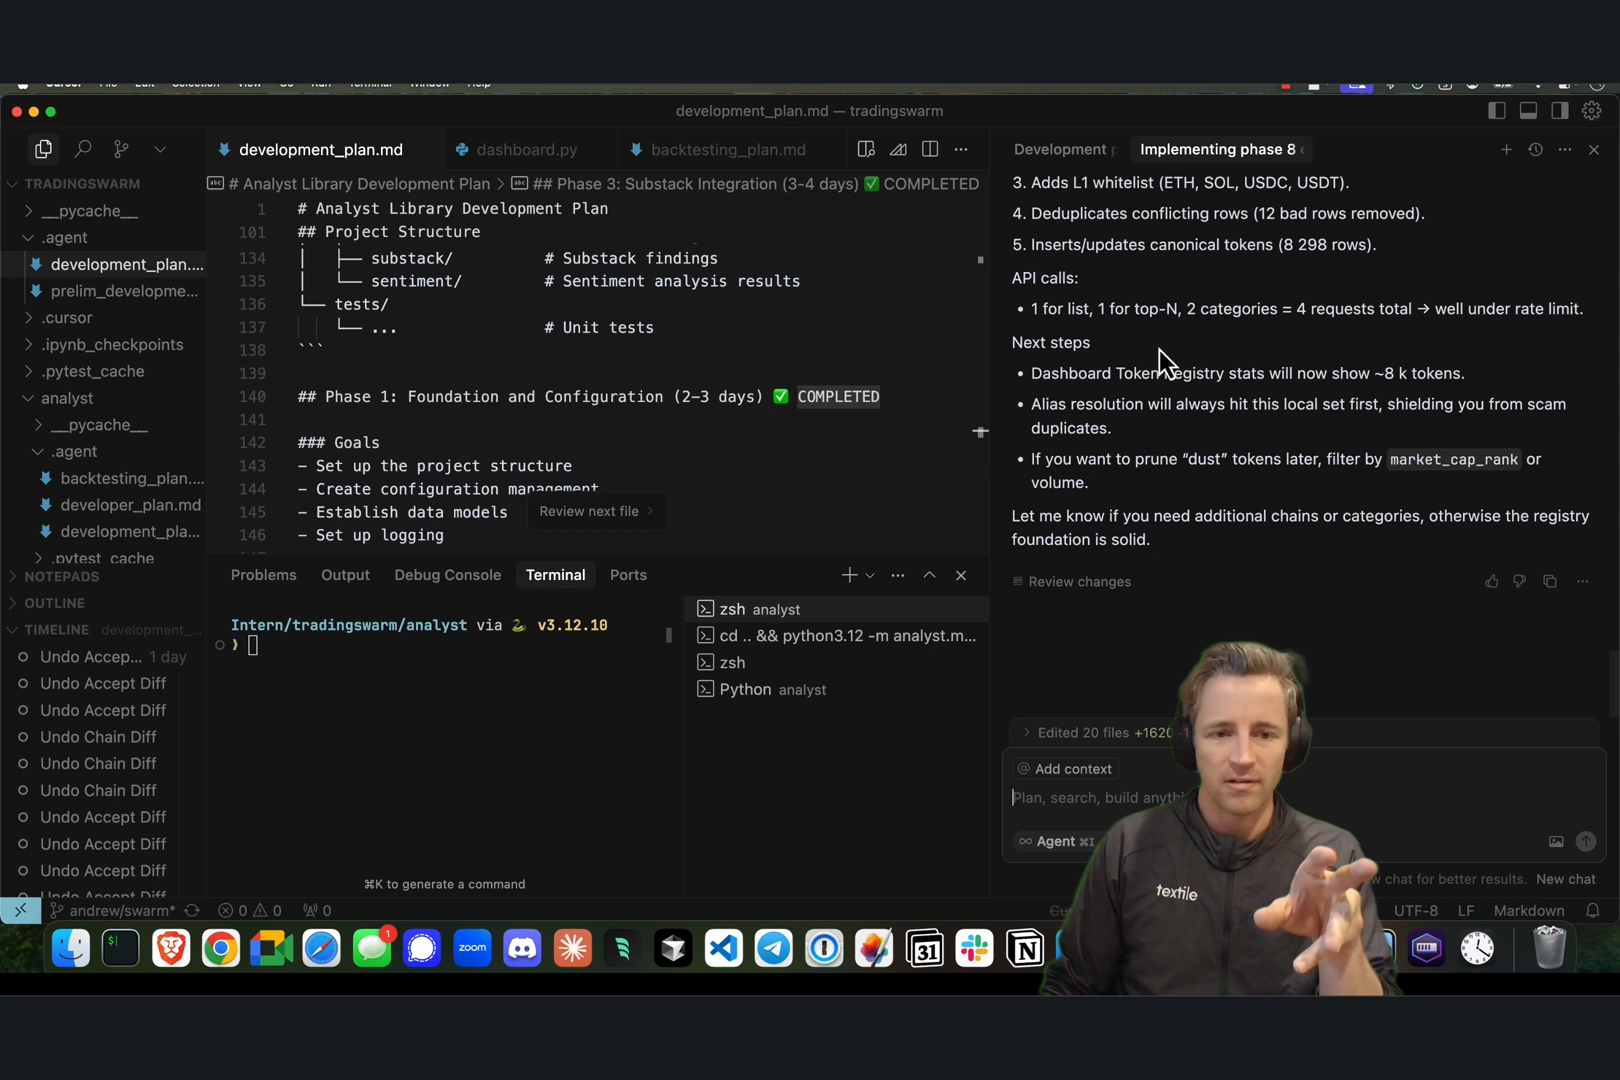 development_plan.md — tradingswarm
development_plan.md
dashboard.py
backtesting_plan.md
# Analyst Library Development Plan > ## Phase 3: Substack Integration (3-4 days) ✅ COMPLETED
TRADINGSWARM
__pycache__
.agent
development_plan....
prelim_developme...
.cursor
.ipynb_checkpoints
.pytest_cache
analyst
__pycache__
.agent
backtesting_plan....
developer_plan.md
development_pla...
.pytest_cache
NOTEPADS
OUTLINE
TIMELINE development_...
Undo Accep... 1 day
Undo Accept Diff
Undo Accept Diff
Undo Chain Diff
Undo Chain Diff
Undo Chain Diff
Undo Accept Diff
Undo Accept Diff
Undo Accept Diff
1 # Analyst Library Development Plan
101 ## Project Structure
134 │ ├── substack/ # Substack findings
135 │ └── sentiment/ # Sentiment analysis results
136 └── tests/
137 └── ... # Unit tests
138 ```
139
140 ## Phase 1: Foundation and Configuration (2-3 days) ✅ COMPLETED
141
142 ### Goals
143 - Set up the project structure
144 - Create configuration management
145 - Establish data models
146 - Set up logging
Review next file
Problems
Output
Debug Console
Terminal
Ports
Intern/tradingswarm/analyst via 🐍 v3.12.10
❯
⌘K to generate a command
zsh analyst
cd .. && python3.12 -m analyst.m...
zsh
Python analyst
Development p
Implementing phase 8
3. Adds L1 whitelist (ETH, SOL, USDC, USDT).
4. Deduplicates conflicting rows (12 bad rows removed).
5. Inserts/updates canonical tokens (8 298 rows).
API calls:
• 1 for list, 1 for top-N, 2 categories = 4 requests total → well under rate limit.
Next steps
• Dashboard Token Registry stats will now show ~8 k tokens.
• Alias resolution will always hit this local set first, shielding you from scam
duplicates.
• If you want to prune “dust” tokens later, filter by market_cap_rank or
volume.
Let me know if you need additional chains or categories, otherwise the registry
foundation is solid.
Review changes
Edited 20 files +1620
@ Add context
Plan, search, build anythi
∞ Agent ⌘I
chat for better results. New chat
textile
andrew/swarm*
0
0
0
UTF-8
LF
Markdown
$
1
zoom
31